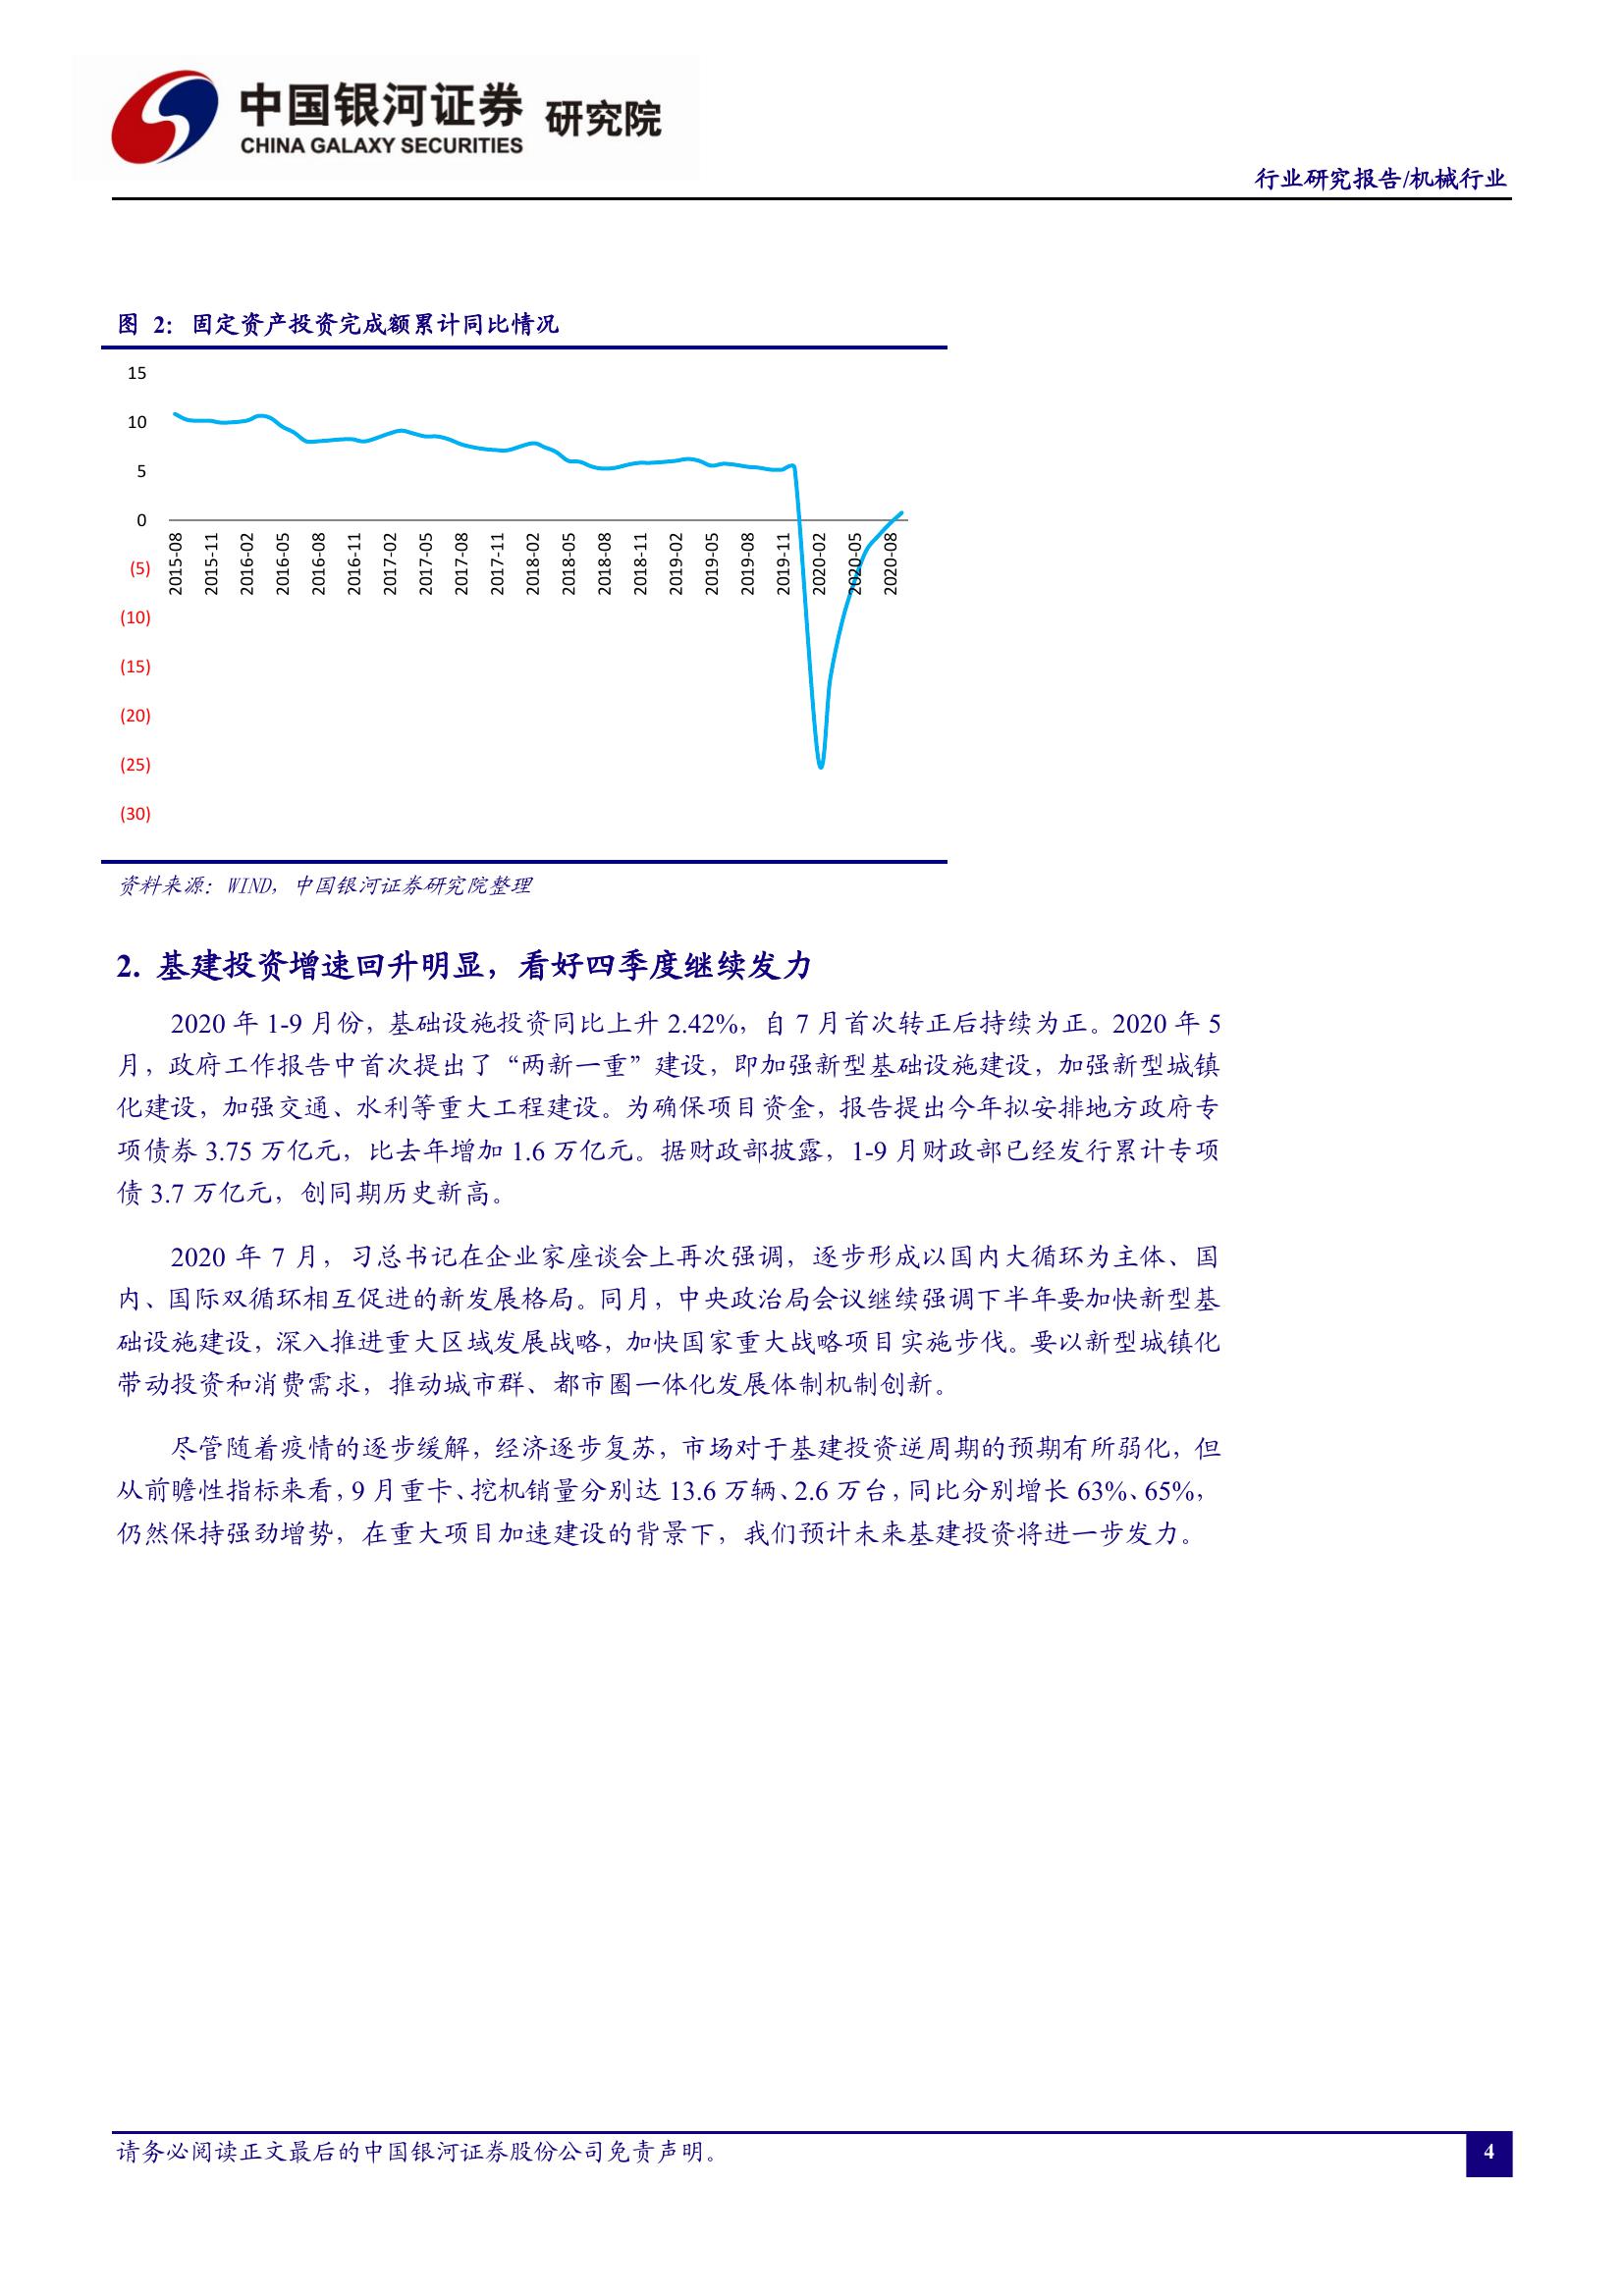 中国银河证券 研究院
CHINA GALAXY SECURITIES
行业研究报告/机械行业
图 2：固定资产投资完成额累计同比情况
15
10
5
0
(5)
(10)
(15)
(20)
(25)
(30)
2015-08
2015-11
2016-02
2016-05
2016-08
2016-11
2017-02
2017-05
2017-08
2017-11
2018-02
2018-05
2018-08
2018-11
2019-02
2019-05
2019-08
2019-11
2020-02
2020-05
2020-08
资料来源：WIND，中国银河证券研究院整理
2. 基建投资增速回升明显，看好四季度继续发力
2020 年 1-9 月份，基础设施投资同比上升 2.42%，自 7 月首次转正后持续为正。2020 年 5
月，政府工作报告中首次提出了“两新一重”建设，即加强新型基础设施建设，加强新型城镇
化建设，加强交通、水利等重大工程建设。为确保项目资金，报告提出今年拟安排地方政府专
项债券 3.75 万亿元，比去年增加 1.6 万亿元。据财政部披露，1-9 月财政部已经发行累计专项
债 3.7 万亿元，创同期历史新高。
2020 年 7 月，习总书记在企业家座谈会上再次强调，逐步形成以国内大循环为主体、国
内、国际双循环相互促进的新发展格局。同月，中央政治局会议继续强调下半年要加快新型基
础设施建设，深入推进重大区域发展战略，加快国家重大战略项目实施步伐。要以新型城镇化
带动投资和消费需求，推动城市群、都市圈一体化发展体制机制创新。
尽管随着疫情的逐步缓解，经济逐步复苏，市场对于基建投资逆周期的预期有所弱化，但
从前瞻性指标来看，9 月重卡、挖机销量分别达 13.6 万辆、2.6 万台，同比分别增长 63%、65%，
仍然保持强劲增势，在重大项目加速建设的背景下，我们预计未来基建投资将进一步发力。
请务必阅读正文最后的中国银河证券股份公司免责声明。
4